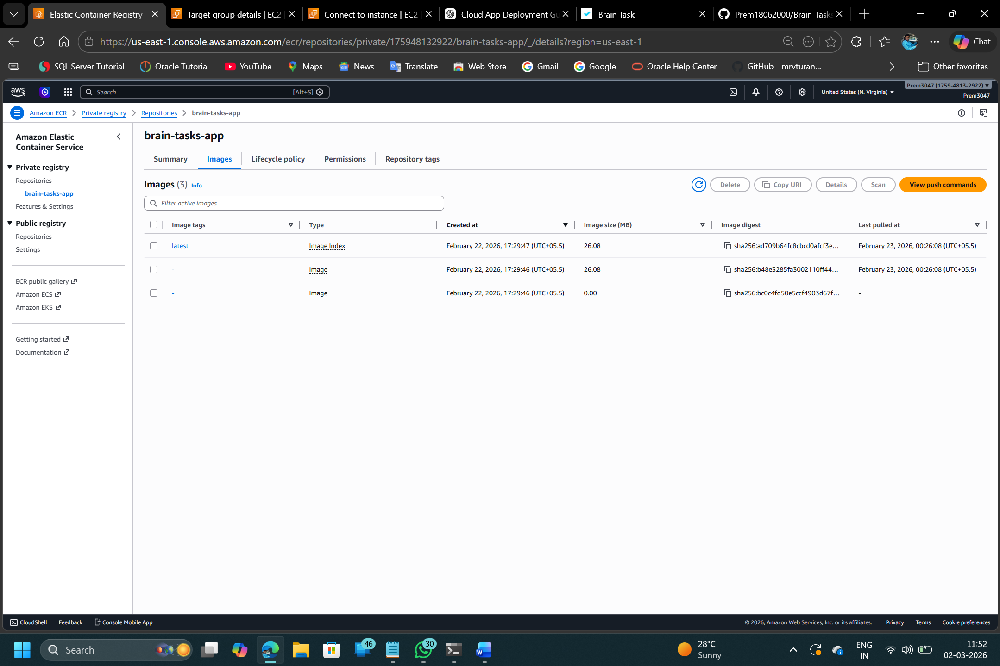 Elastic Container Registry -
Target group details | EC2
Connect to instance | EC2
Cloud App Deployment Gu
Brain Task
Prem18062000/Brain-Tasks
https://us-east-1.console.aws.amazon.com/ecr/repositories/private/175948132922/brain-tasks-app/_/details?region=us-east-1
Chat
SQL Server Tutorial
Oracle Tutorial
YouTube
Maps
News
Translate
Web Store
Gmail
Google
Oracle Help Center
GitHub - mrvturan...
Other favorites
aws
Search
[Alt+S]
United States (N. Virginia)
Prem3047 (1759-4813-2922)
Prem3047
Amazon ECR
Private registry
Repositories
brain-tasks-app
Amazon Elastic
Container Service
Private registry
Repositories
brain-tasks-app
Features & Settings
Public registry
Repositories
Settings
ECR public gallery
Amazon ECS
Amazon EKS
Getting started
Documentation
brain-tasks-app
Summary
Images
Lifecycle policy
Permissions
Repository tags
Images (3) Info
Delete
Copy URI
Details
Scan
View push commands
Filter active images
Image tags
Type
Created at
Image size (MB)
Image digest
Last pulled at
latest
Image Index
February 22, 2026, 17:29:47 (UTC+05.5)
26.08
sha256:ad709b64fc8cbcd0afcf3e...
February 23, 2026, 00:26:08 (UTC+05.5)
-
Image
February 22, 2026, 17:29:46 (UTC+05.5)
26.08
sha256:b48e3285fa3002110ff44...
February 23, 2026, 00:26:08 (UTC+05.5)
-
Image
February 22, 2026, 17:29:46 (UTC+05.5)
0.00
sha256:bc0c4fd50e5ccf4903d67f...
-
CloudShell
Feedback
Console Mobile App
© 2026, Amazon Web Services, Inc. or its affiliates.
Privacy
Terms
Cookie preferences
Search
46
30
28°C
Sunny
ENG
IN
11:52
02-03-2026